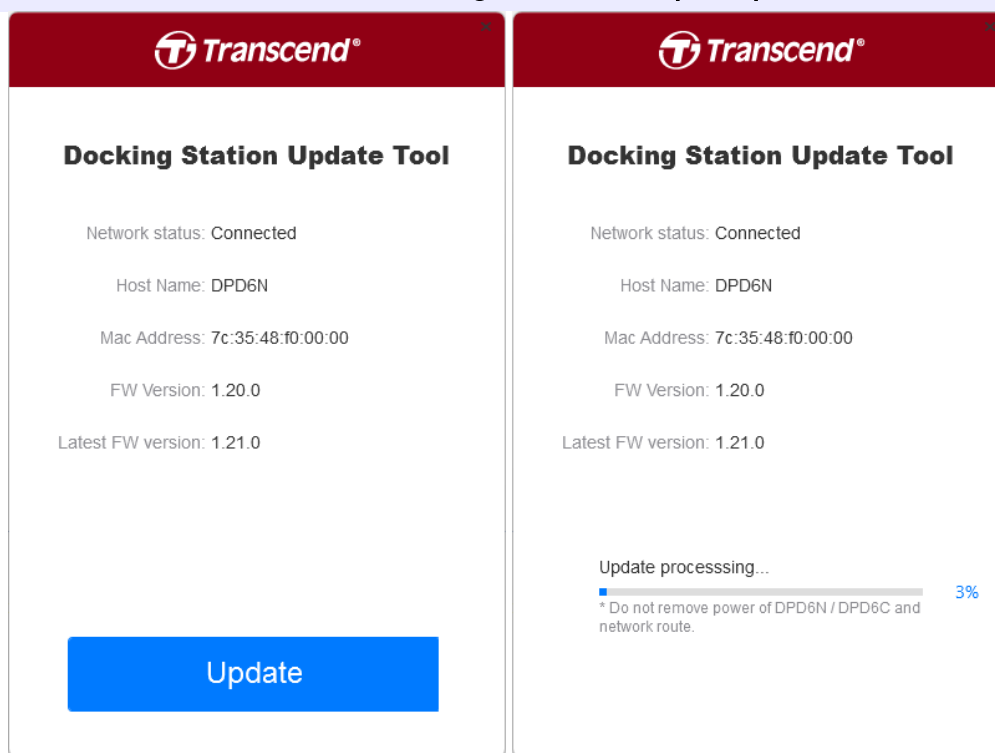 Transcend®
Docking Station Update Tool
Network status: Connected
Host Name: DPD6N
Mac Address: 7c:35:48:f0:00:00
FW Version: 1.20.0
Latest FW version: 1.21.0
Update
Transcend®
Docking Station Update Tool
Network status: Connected
Host Name: DPD6N
Mac Address: 7c:35:48:f0:00:00
FW Version: 1.20.0
Latest FW version: 1.21.0
Update processsing...
3%
* Do not remove power of DPD6N / DPD6C and
network route.